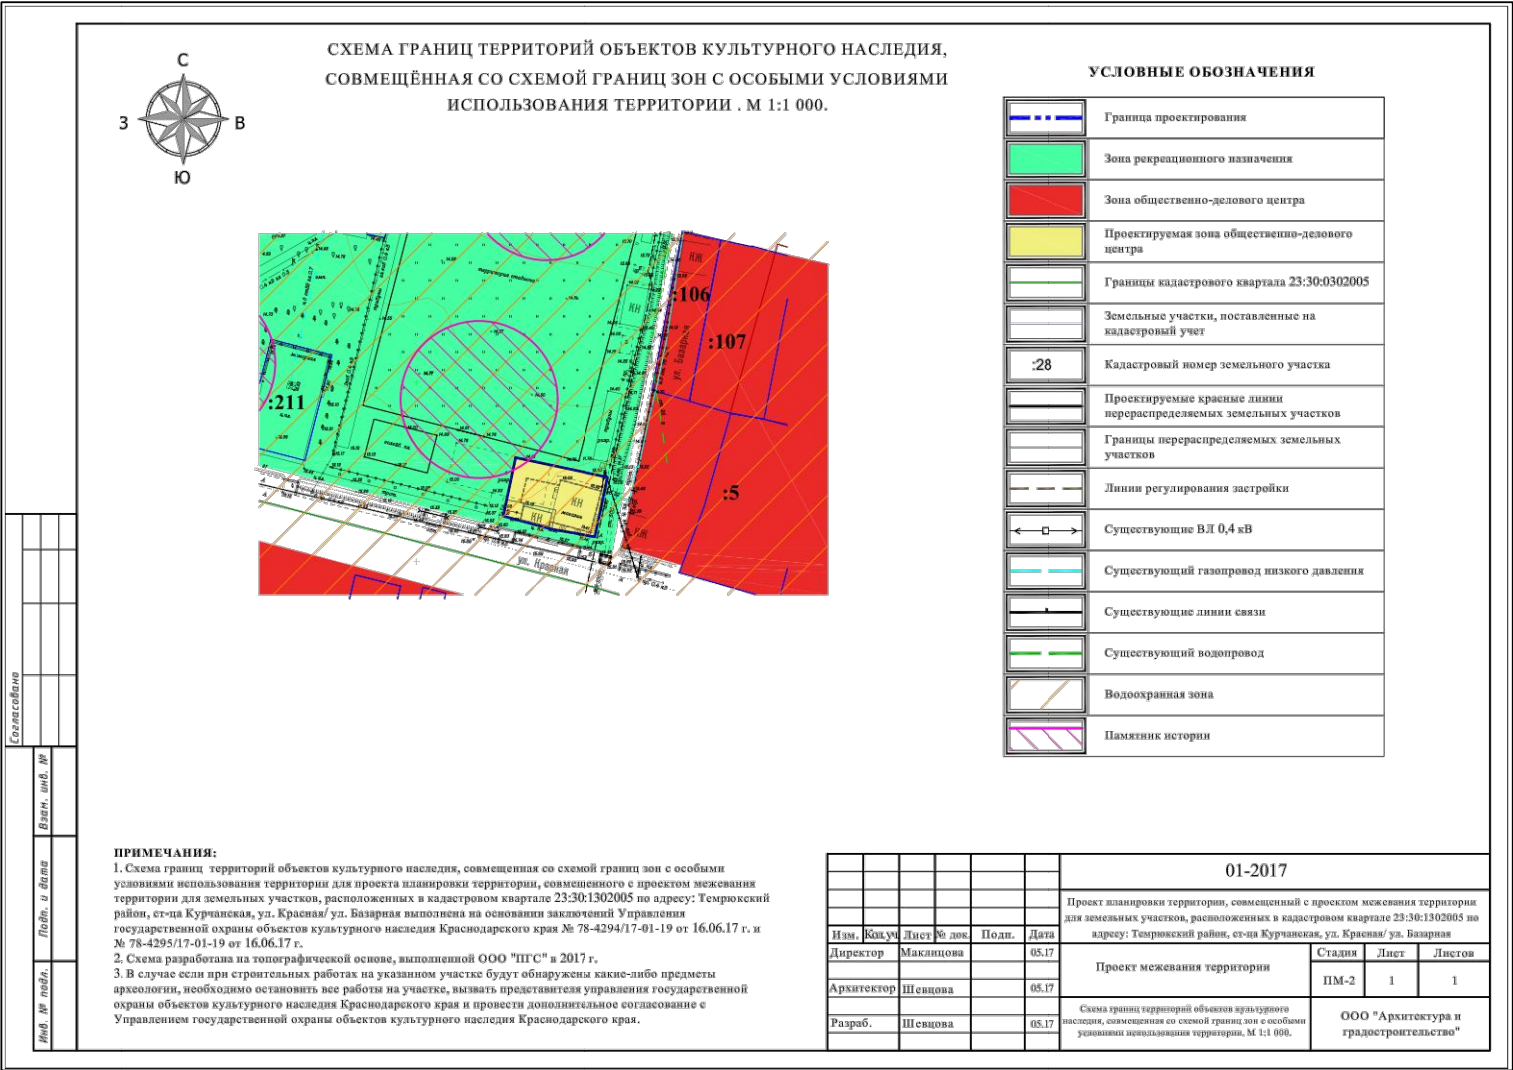 СХЕМА ГРАНИЦ ТЕРРИТОРИЙ ОБЪЕКТОВ КУЛЬТУРНОГО НАСЛЕДИЯ,
СОВМЕЩЁННАЯ СО СХЕМОЙ ГРАНИЦ ЗОН С ОСОБЫМИ УСЛОВИЯМИ
ИСПОЛЬЗОВАНИЯ ТЕРРИТОРИИ . М 1:1 000.
С
З
В
Ю
УСЛОВНЫЕ ОБОЗНАЧЕНИЯ
Граница проектирования
Зона рекреационного назначения
Зона общественно-делового центра
Проектируемая зона общественно-делового
центра
Границы кадастрового квартала 23:30:0302005
Земельные участки, поставленные на
кадастровый учет
:28
Кадастровый номер земельного участка
Проектируемые красные линии
перераспределяемых земельных участков
Границы перераспределяемых земельных
участков
Линии регулирования застройки
Существующие ВЛ 0,4 кВ
Существующий газопровод низкого давления
Существующие линии связи
Существующий водопровод
Водоохранная зона
Памятник истории
:106
:107
:211
:5
КЖ
КН
КН
КН
КЖ
ул. Базарная
ул. Красная
Согласовано
Взам. инв. №
Подп. и дата
Инв. № подл.
ПРИМЕЧАНИЯ:
1. Схема границ территорий объектов культурного наследия, совмещенная со схемой границ зон с особыми
условиями использования территории для проекта планировки территории, совмещенного с проектом межевания
территории для земельных участков, расположенных в кадастровом квартале 23:30:1302005 по адресу: Темрюкский
район, ст-ца Курчанская, ул. Красная/ ул. Базарная выполнена на основании заключений Управления
государственной охраны объектов культурного наследия Краснодарского края № 78-4294/17-01-19 от 16.06.17 г. и
№ 78-4295/17-01-19 от 16.06.17 г.
2. Схема разработана на топографической основе, выполненной ООО "ПГС" в 2017 г.
3. В случае если при строительных работах на указанном участке будут обнаружены какие-либо предметы
археологии, необходимо остановить все работы на участке, вызвать представителя управления государственной
охраны объектов культурного наследия Краснодарского края и провести дополнительное согласование с
Управлением государственной охраны объектов культурного наследия Краснодарского края.
01-2017
Проект планировки территории, совмещенный с проектом межевания территории
для земельных участков, расположенных в кадастровом квартале 23:30:1302005 по
адресу: Темрюкский район, ст-ца Курчанская, ул. Красная/ ул. Базарная
Изм. Кол.уч Лист № док. Подп. Дата
Директор Маклицова 05.17
Архитектор Шевцова 05.17
Разраб. Шевцова 05.17
Проект межевания территории
Стадия Лист Листов
ПМ-2 1 1
Схема границ территорий объектов культурного
наследия, совмещенная со схемой границ зон с особыми
условиями использования территории. М 1:1 000.
ООО "Архитектура и
градостроительство"